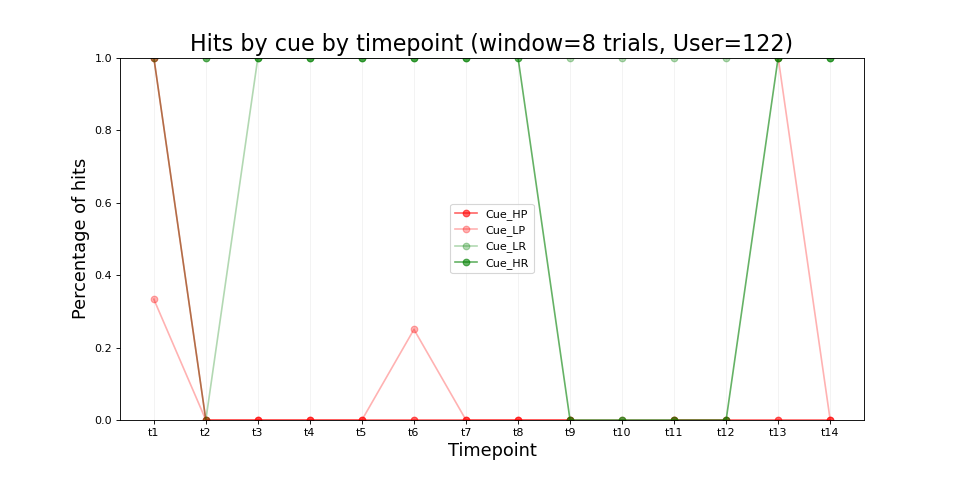 Hits by cue by timepoint (window=8 trials, User=122)
1.0
0.8
0.6
0.4
0.2
0.0
Percentage of hits
Cue_HP
Cue_LP
Cue_LR
Cue_HR
t1 t2 t3 t4 t5 t6 t7 t8 t9 t10 t11 t12 t13 t14
Timepoint